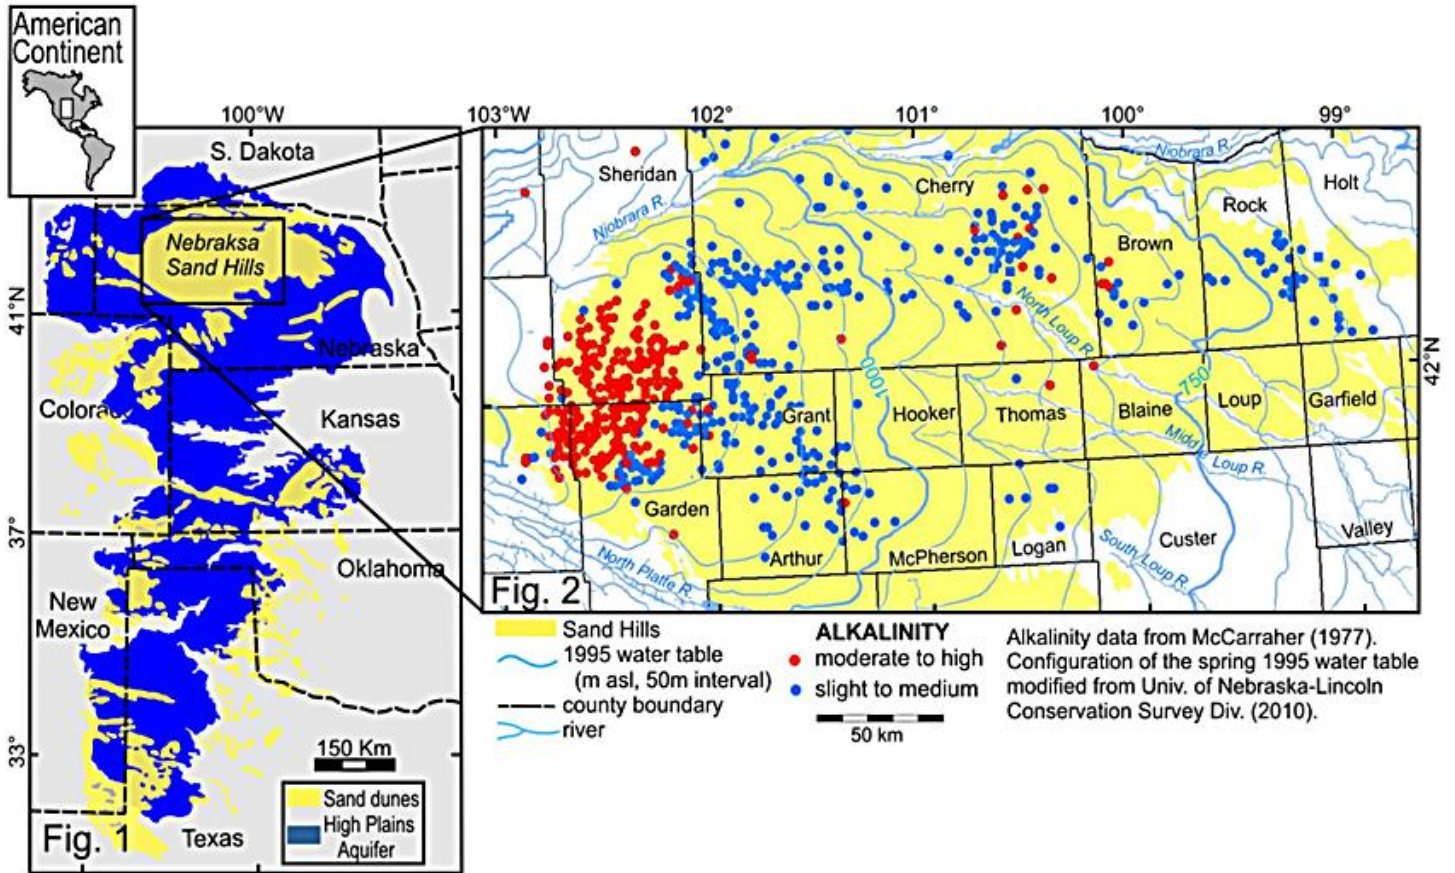 American
Continent
100°W
S. Dakota
Nebraksa
Sand Hills
41°N
Nebraska
Colorad
Kansas
37°
Oklahoma
New
Mexico
33°
150 Km
Sand dunes
High Plains
Aquifer
Fig. 1
Texas
103°W
102°
101°
100°
99°
Sheridan
Cherry
Niobrara R.
Holt
Rock
Niobrara R.
Brown
North Loup R.
42°N
1000
750
Grant
Hooker
Thomas
Blaine
Loup
Garfield
Middle Loup R.
Garden
Arthur
McPherson
Logan
Custer
Valley
North Platte R.
South Loup R.
Fig. 2
Sand Hills
1995 water table
(m asl, 50m interval)
county boundary
river
ALKALINITY
moderate to high
slight to medium
50 km
Alkalinity data from McCarraher (1977).
Configuration of the spring 1995 water table
modified from Univ. of Nebraska-Lincoln
Conservation Survey Div. (2010).